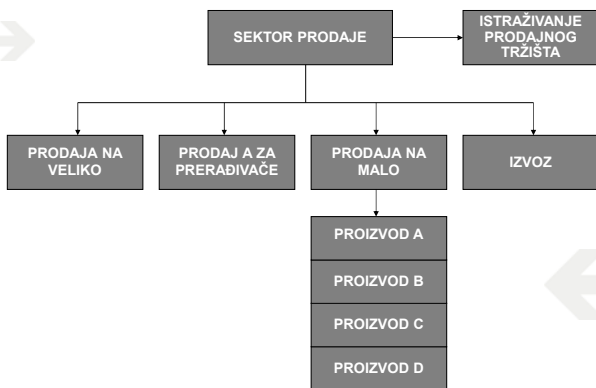 SEKTOR PRODAJE
ISTRAŽIVANJE
PRODAJNOG
TRŽIŠTA
PRODAJA NA
VELIKO
PRODAJ A ZA
PRERAĐIVAČE
PRODAJA NA
MALO
IZVOZ
PROIZVOD A
PROIZVOD B
PROIZVOD C
PROIZVOD D